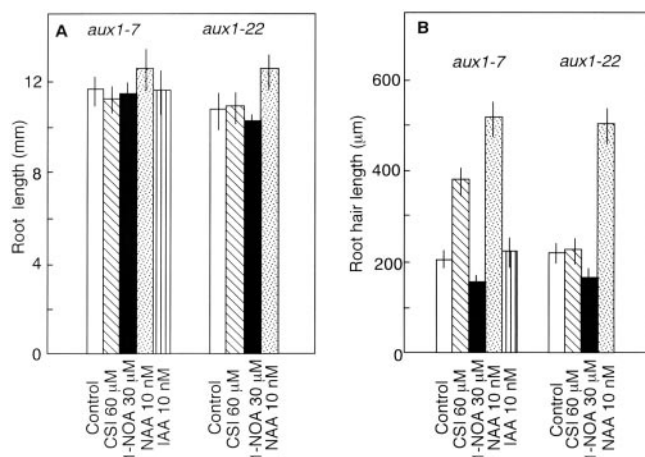 A
aux1-7
aux1-22
12
8
4
0
Root length (mm)
Control
CSI 60 µM
1-NOA 30 µM
NAA 10 nM
IAA 10 nM
Control
CSI 60 µM
1-NOA 30 µM
NAA 10 nM
B
aux1-7
aux1-22
600
400
200
0
Root hair length (µm)
Control
CSI 60 µM
1-NOA 30 µM
NAA 10 nM
IAA 10 nM
Control
CSI 60 µM
1-NOA 30 µM
NAA 10 nM